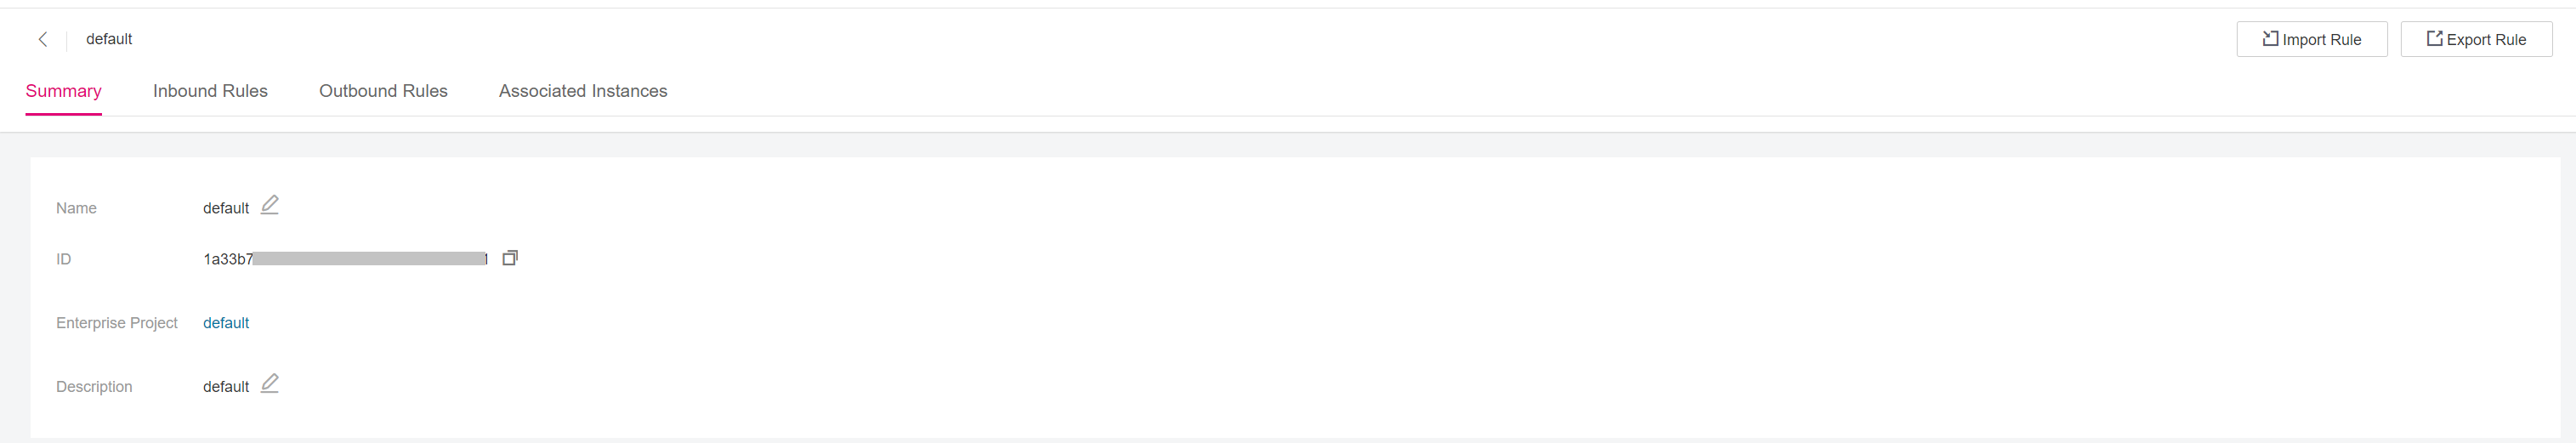 default
Import Rule
Export Rule
Summary
Inbound Rules
Outbound Rules
Associated Instances
Name default
ID 1a33b7
Enterprise Project default
Description default